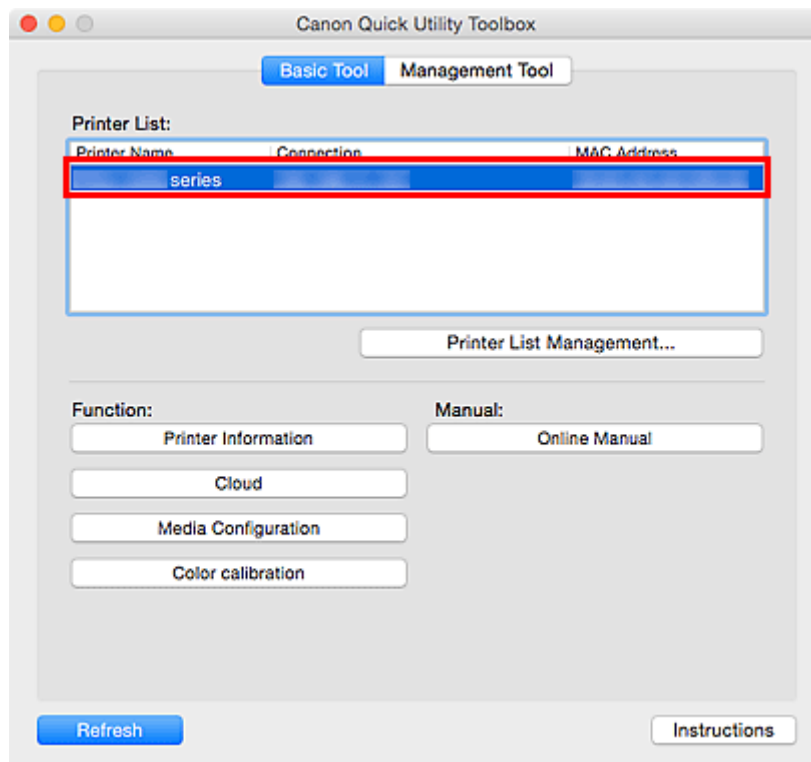 Canon Quick Utility Toolbox
Basic Tool Management Tool
Printer List:
Printer Name Connection MAC Address
series
Printer List Management...
Function: Manual:
Printer Information Online Manual
Cloud
Media Configuration
Color calibration
Refresh Instructions